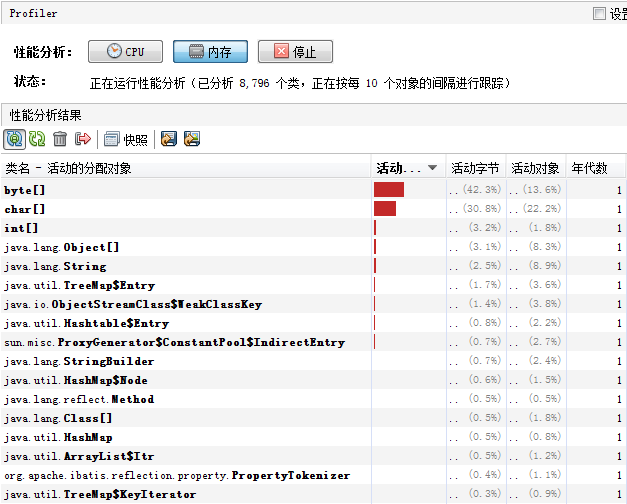 Profiler
设置
性能分析: CPU 内存 停止
状态: 正在运行性能分析 (已分析 8,796 个类, 正在按每 10 个对象的间隔进行跟踪)
性能分析结果
快照
类名 - 活动的分配对象 活动... 活动字节 活动对象 年代数
byte[] ..(42.3%) ..(13.6%) 1
char[] ..(30.8%) ..(22.2%) 1
int[] .. (3.2%) .. (1.8%) 1
java.lang.Object[] .. (3.1%) .. (8.3%) 1
java.lang.String .. (2.5%) .. (8.9%) 1
java.util.TreeMap$Entry .. (1.7%) .. (3.6%) 1
java.io.ObjectStreamClass$WeakClassKey .. (1.4%) .. (3.8%) 1
java.util.Hashtable$Entry .. (0.8%) .. (2.2%) 1
sun.misc.ProxyGenerator$ConstantPool$IndirectEntry .. (0.7%) .. (2.7%) 1
java.lang.StringBuilder .. (0.7%) .. (2.4%) 1
java.util.HashMap$Node .. (0.6%) .. (1.5%) 1
java.lang.reflect.Method .. (0.5%) .. (0.5%) 1
java.lang.Class[] .. (0.5%) .. (0.9%) 1
java.util.HashMap .. (0.5%) .. (0.8%) 1
java.util.ArrayList$Itr .. (0.5%) .. (1.2%) 1
org.apache.ibatis.reflection.property.PropertyTokenizer .. (0.4%) .. (1.1%) 1
java.util.TreeMap$KeyIterator .. (0.3%) .. (0.9%) 1